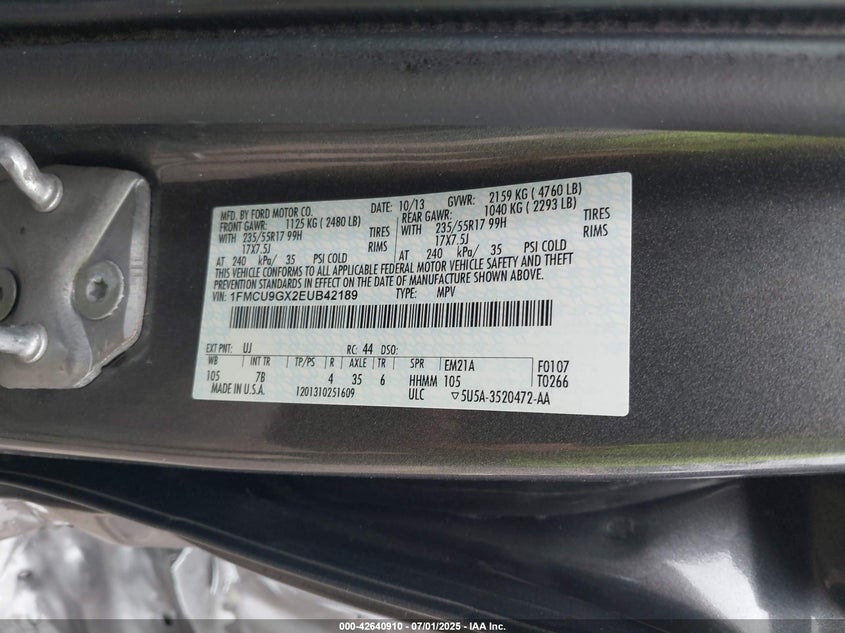 MFD. BY FORD MOTOR CO. DATE: 10/13 GVWR: 2159 KG ( 4760 LB)
FRONT GAWR: 1125 KG ( 2480 LB) REAR GAWR: 1040 KG ( 2293 LB)
WITH 235/55R17 99H TIRES WITH 235/55R17 99H TIRES
17X7.5J RIMS 17X7.5J RIMS
AT 240 kPa/ 35 PSI COLD AT 240 kPa/ 35 PSI COLD
THIS VEHICLE CONFORMS TO ALL APPLICABLE FEDERAL MOTOR VEHICLE SAFETY AND THEFT
PREVENTION STANDARDS IN EFFECT ON THE DATE OF MANUFACTURE SHOWN ABOVE.
VIN: 1FMCU9GX2EUB42189 TYPE: MPV
EXT PNT: UJ RC: 44 DSO:
WB INT TR TP/PS R AXLE TR SPR EM21A F0107
105 7B 4 35 6 HHMM 105 T0266
MADE IN U.S.A. 1201310251609 ULC ▽5U5A-3520472-AA
000-42640910 - 07/01/2025 - IAA Inc.